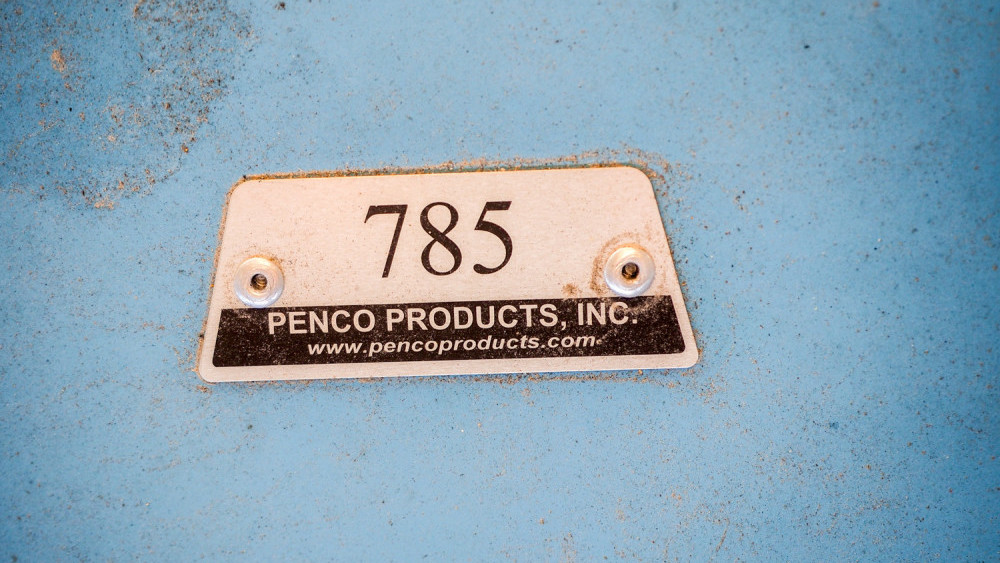 785
PENCO PRODUCTS, INC.
www.pencoproducts.com